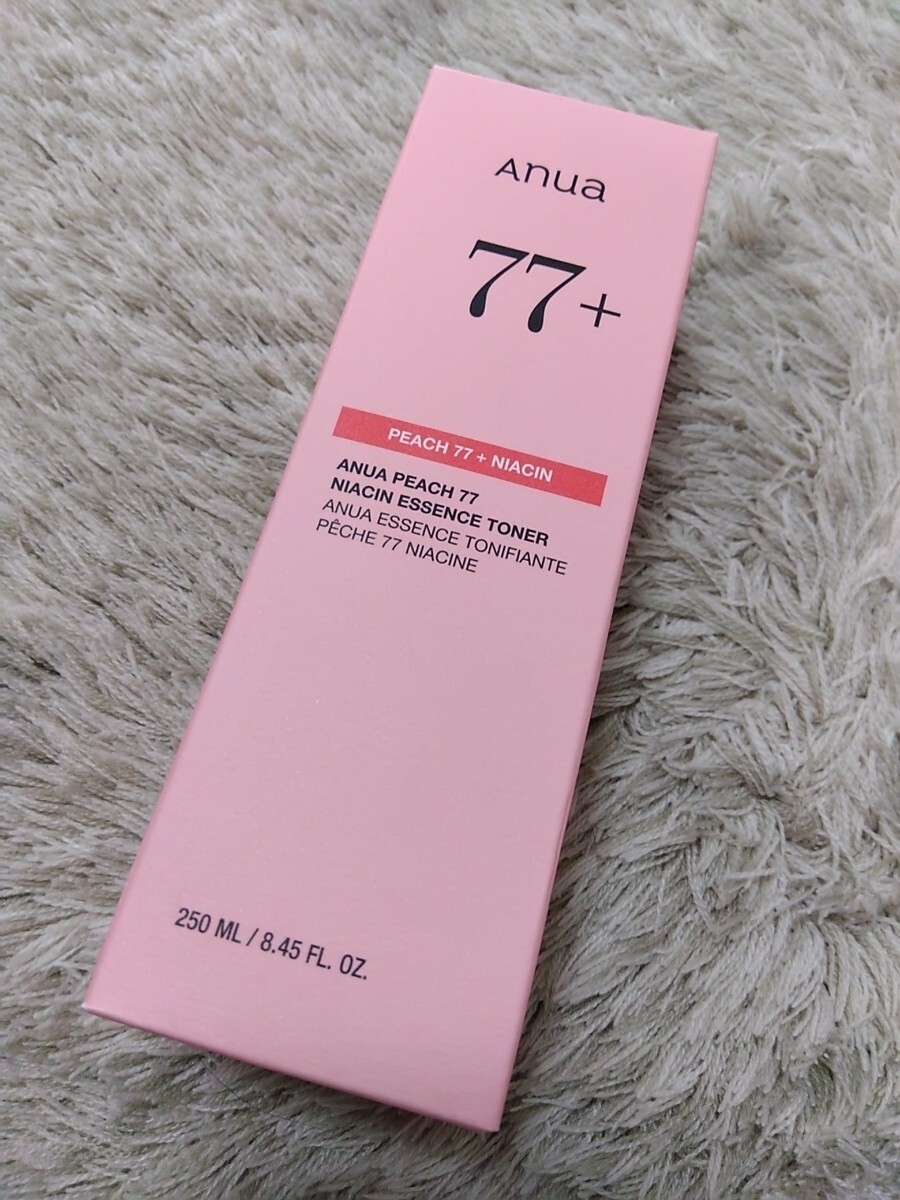 Anua
77+
PEACH 77 + NIACIN
ANUA PEACH 77
NIACIN ESSENCE TONER
ANUA ESSENCE TONIFIANTE
PÊCHE 77 NIACINE
250 ML / 8.45 FL. OZ.